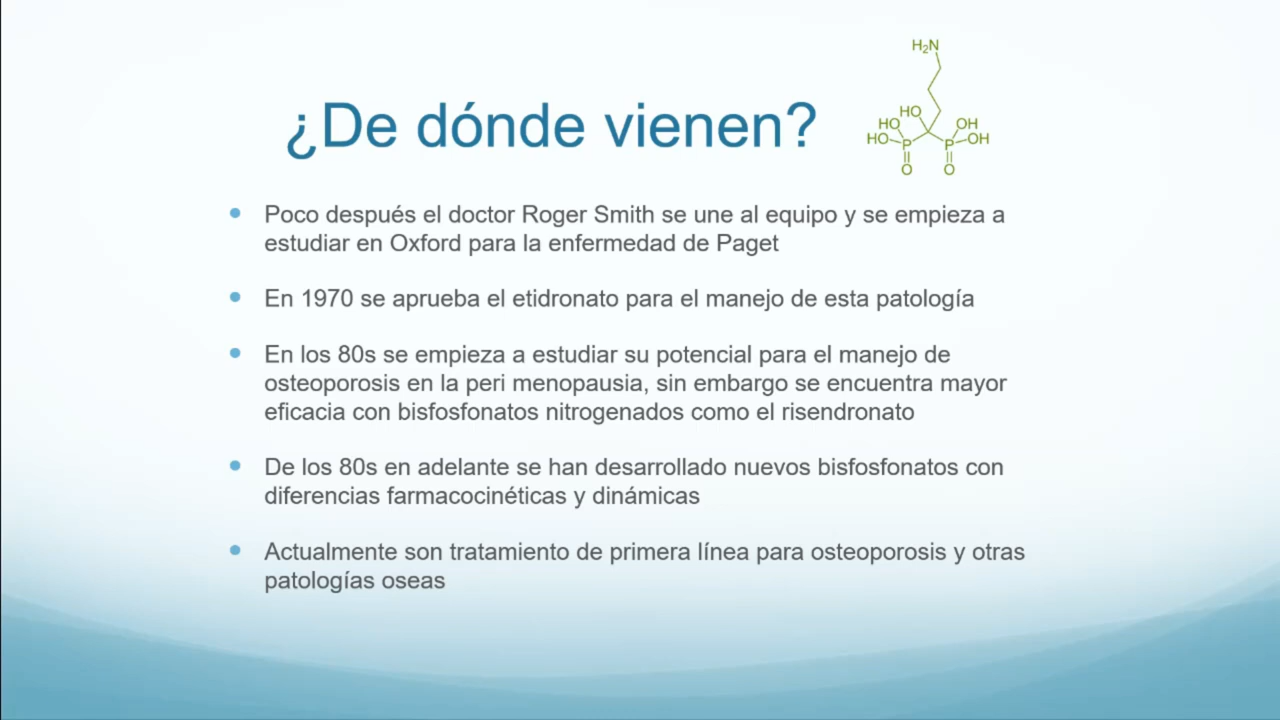 H₂N
¿De dónde vienen?
HO
HO
OH
HO
P
P
OH
O
O
Poco después el doctor Roger Smith se une al equipo y se empieza a
estudiar en Oxford para la enfermedad de Paget
En 1970 se aprueba el etidronato para el manejo de esta patología
En los 80s se empieza a estudiar su potencial para el manejo de
osteoporosis en la peri menopausia, sin embargo se encuentra mayor
eficacia con bisfosfonatos nitrogenados como el risendronato
De los 80s en adelante se han desarrollado nuevos bisfosfonatos con
diferencias farmacocinéticas y dinámicas
Actualmente son tratamiento de primera línea para osteoporosis y otras
patologías oseas